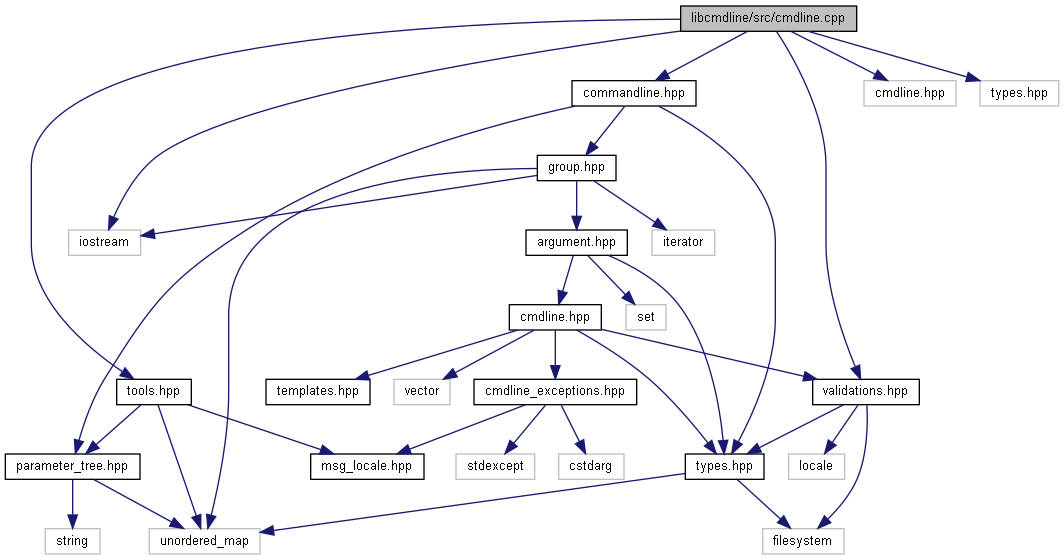 libcmdline/src/cmdline.cpp
commandline.hpp
cmdline.hpp
types.hpp
group.hpp
iostream
argument.hpp
iterator
cmdline.hpp
set
tools.hpp
templates.hpp
vector
cmdline_exceptions.hpp
validations.hpp
parameter_tree.hpp
msg_locale.hpp
stdexcept
cstdarg
types.hpp
locale
string
unordered_map
filesystem